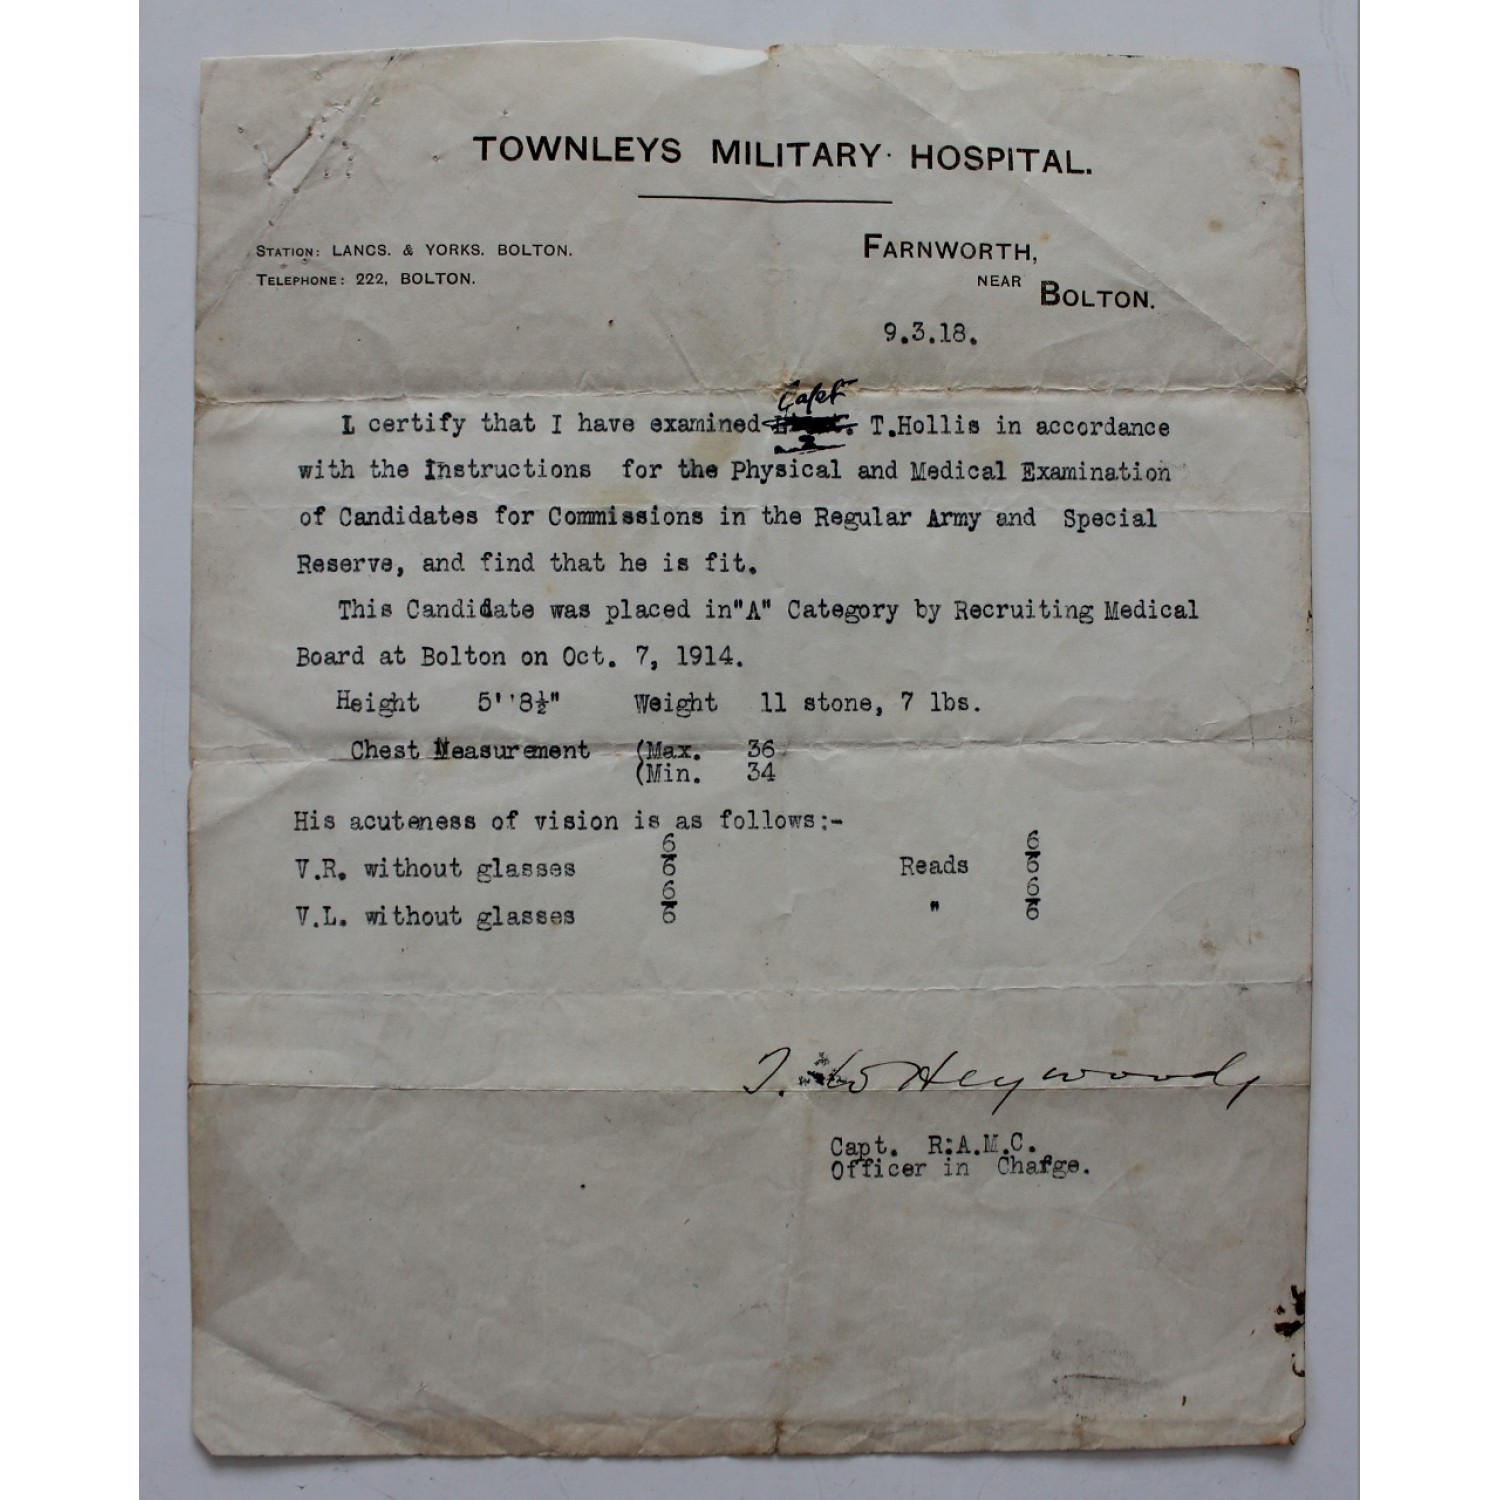 TOWNLEYS MILITARY HOSPITAL.
STATION: LANCS. & YORKS. BOLTON.
TELEPHONE: 222, BOLTON.
FARNWORTH,
NEAR BOLTON.
9.3.18.
Capt
I certify that I have examined T.Hollis in accordance
with the Instructions for the Physical and Medical Examination
of Candidates for Commissions in the Regular Army and Special
Reserve, and find that he is fit.
This Candidate was placed in"A" Category by Recruiting Medical
Board at Bolton on Oct. 7, 1914.
Height 5' 8½" Weight 11 stone, 7 lbs.
Chest Measurement (Max. 36
(Min. 34
His acuteness of vision is as follows:-
V.R. without glasses 6/6 Reads 6/6
V.L. without glasses 6/6 " 6/6
J. W Heywood,
Capt. R:A.M.C.
Officer in Charge.